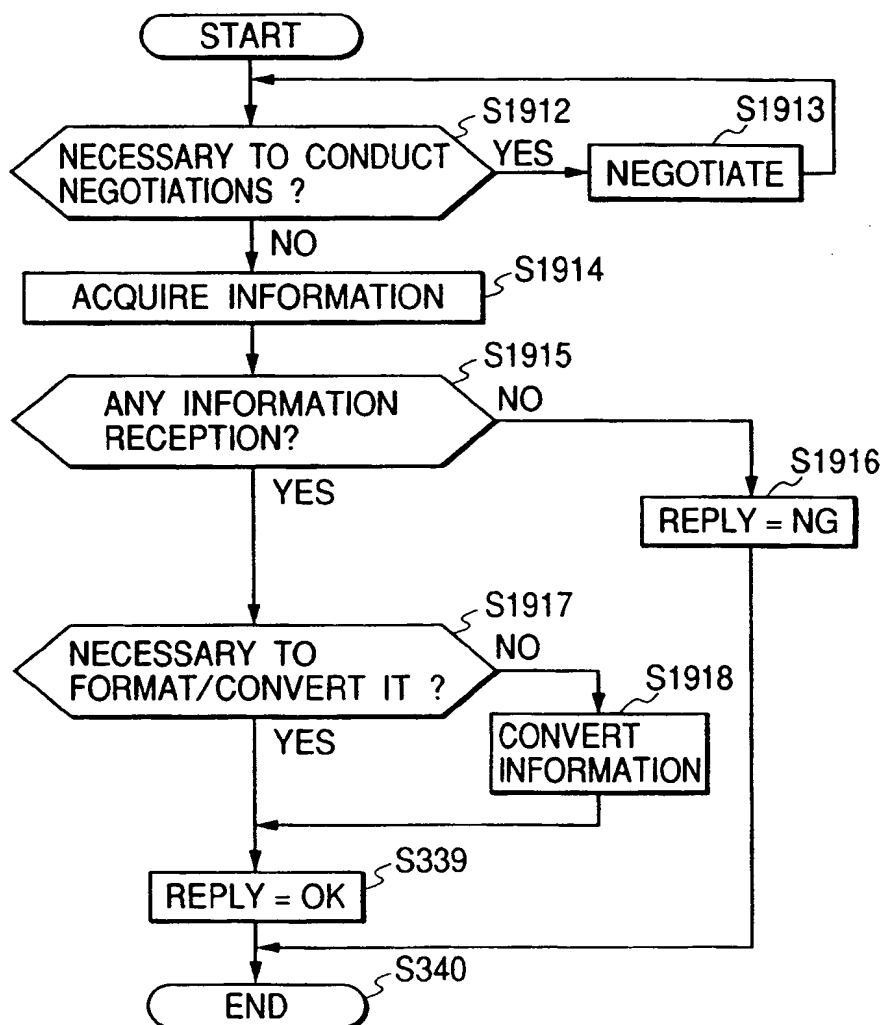 START
S1912
S1913
NECESSARY TO CONDUCT
NEGOTIATIONS ?
YES
NEGOTIATE
NO
S1914
ACQUIRE INFORMATION
S1915
ANY INFORMATION
RECEPTION?
NO
YES
S1916
REPLY = NG
S1917
NECESSARY TO
FORMAT/CONVERT IT ?
NO
YES
S1918
CONVERT
INFORMATION
S339
REPLY = OK
S340
END